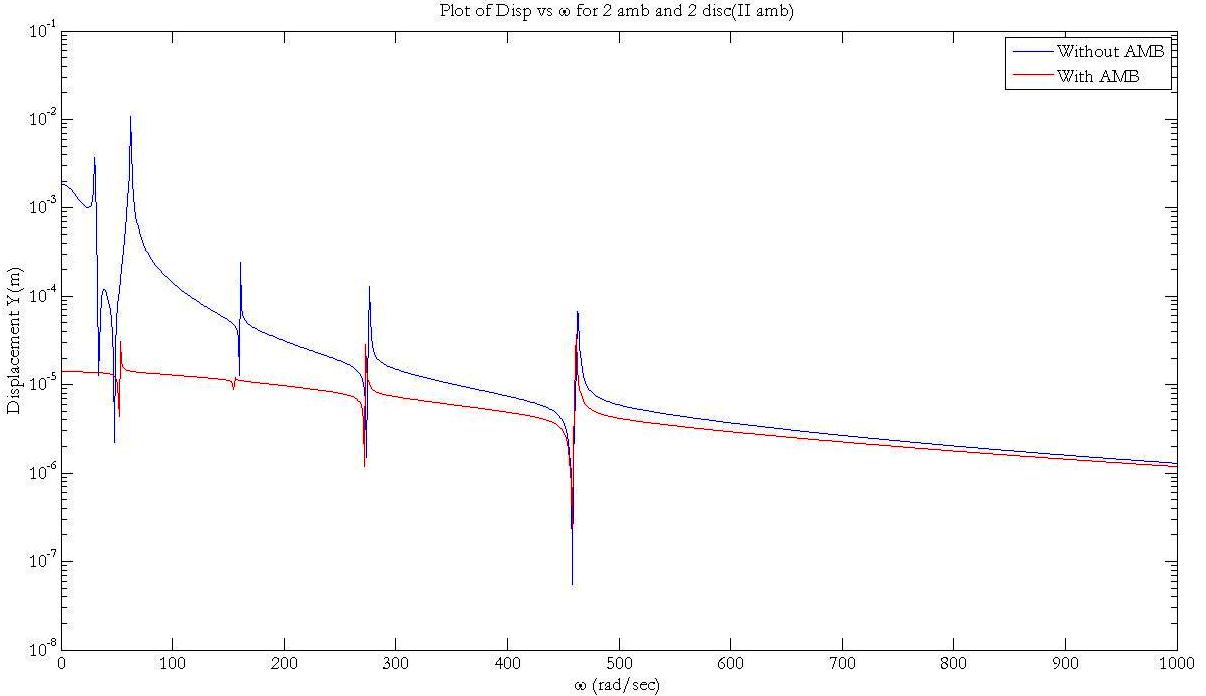 Plot of Disp vs ω for 2 amb and 2 disc(II amb)
Without AMB
With AMB
Displacement Y(m)
10⁻¹
10⁻²
10⁻³
10⁻⁴
10⁻⁵
10⁻⁶
10⁻⁷
10⁻⁸
0 100 200 300 400 500 600 700 800 900 1000
ω (rad/sec)